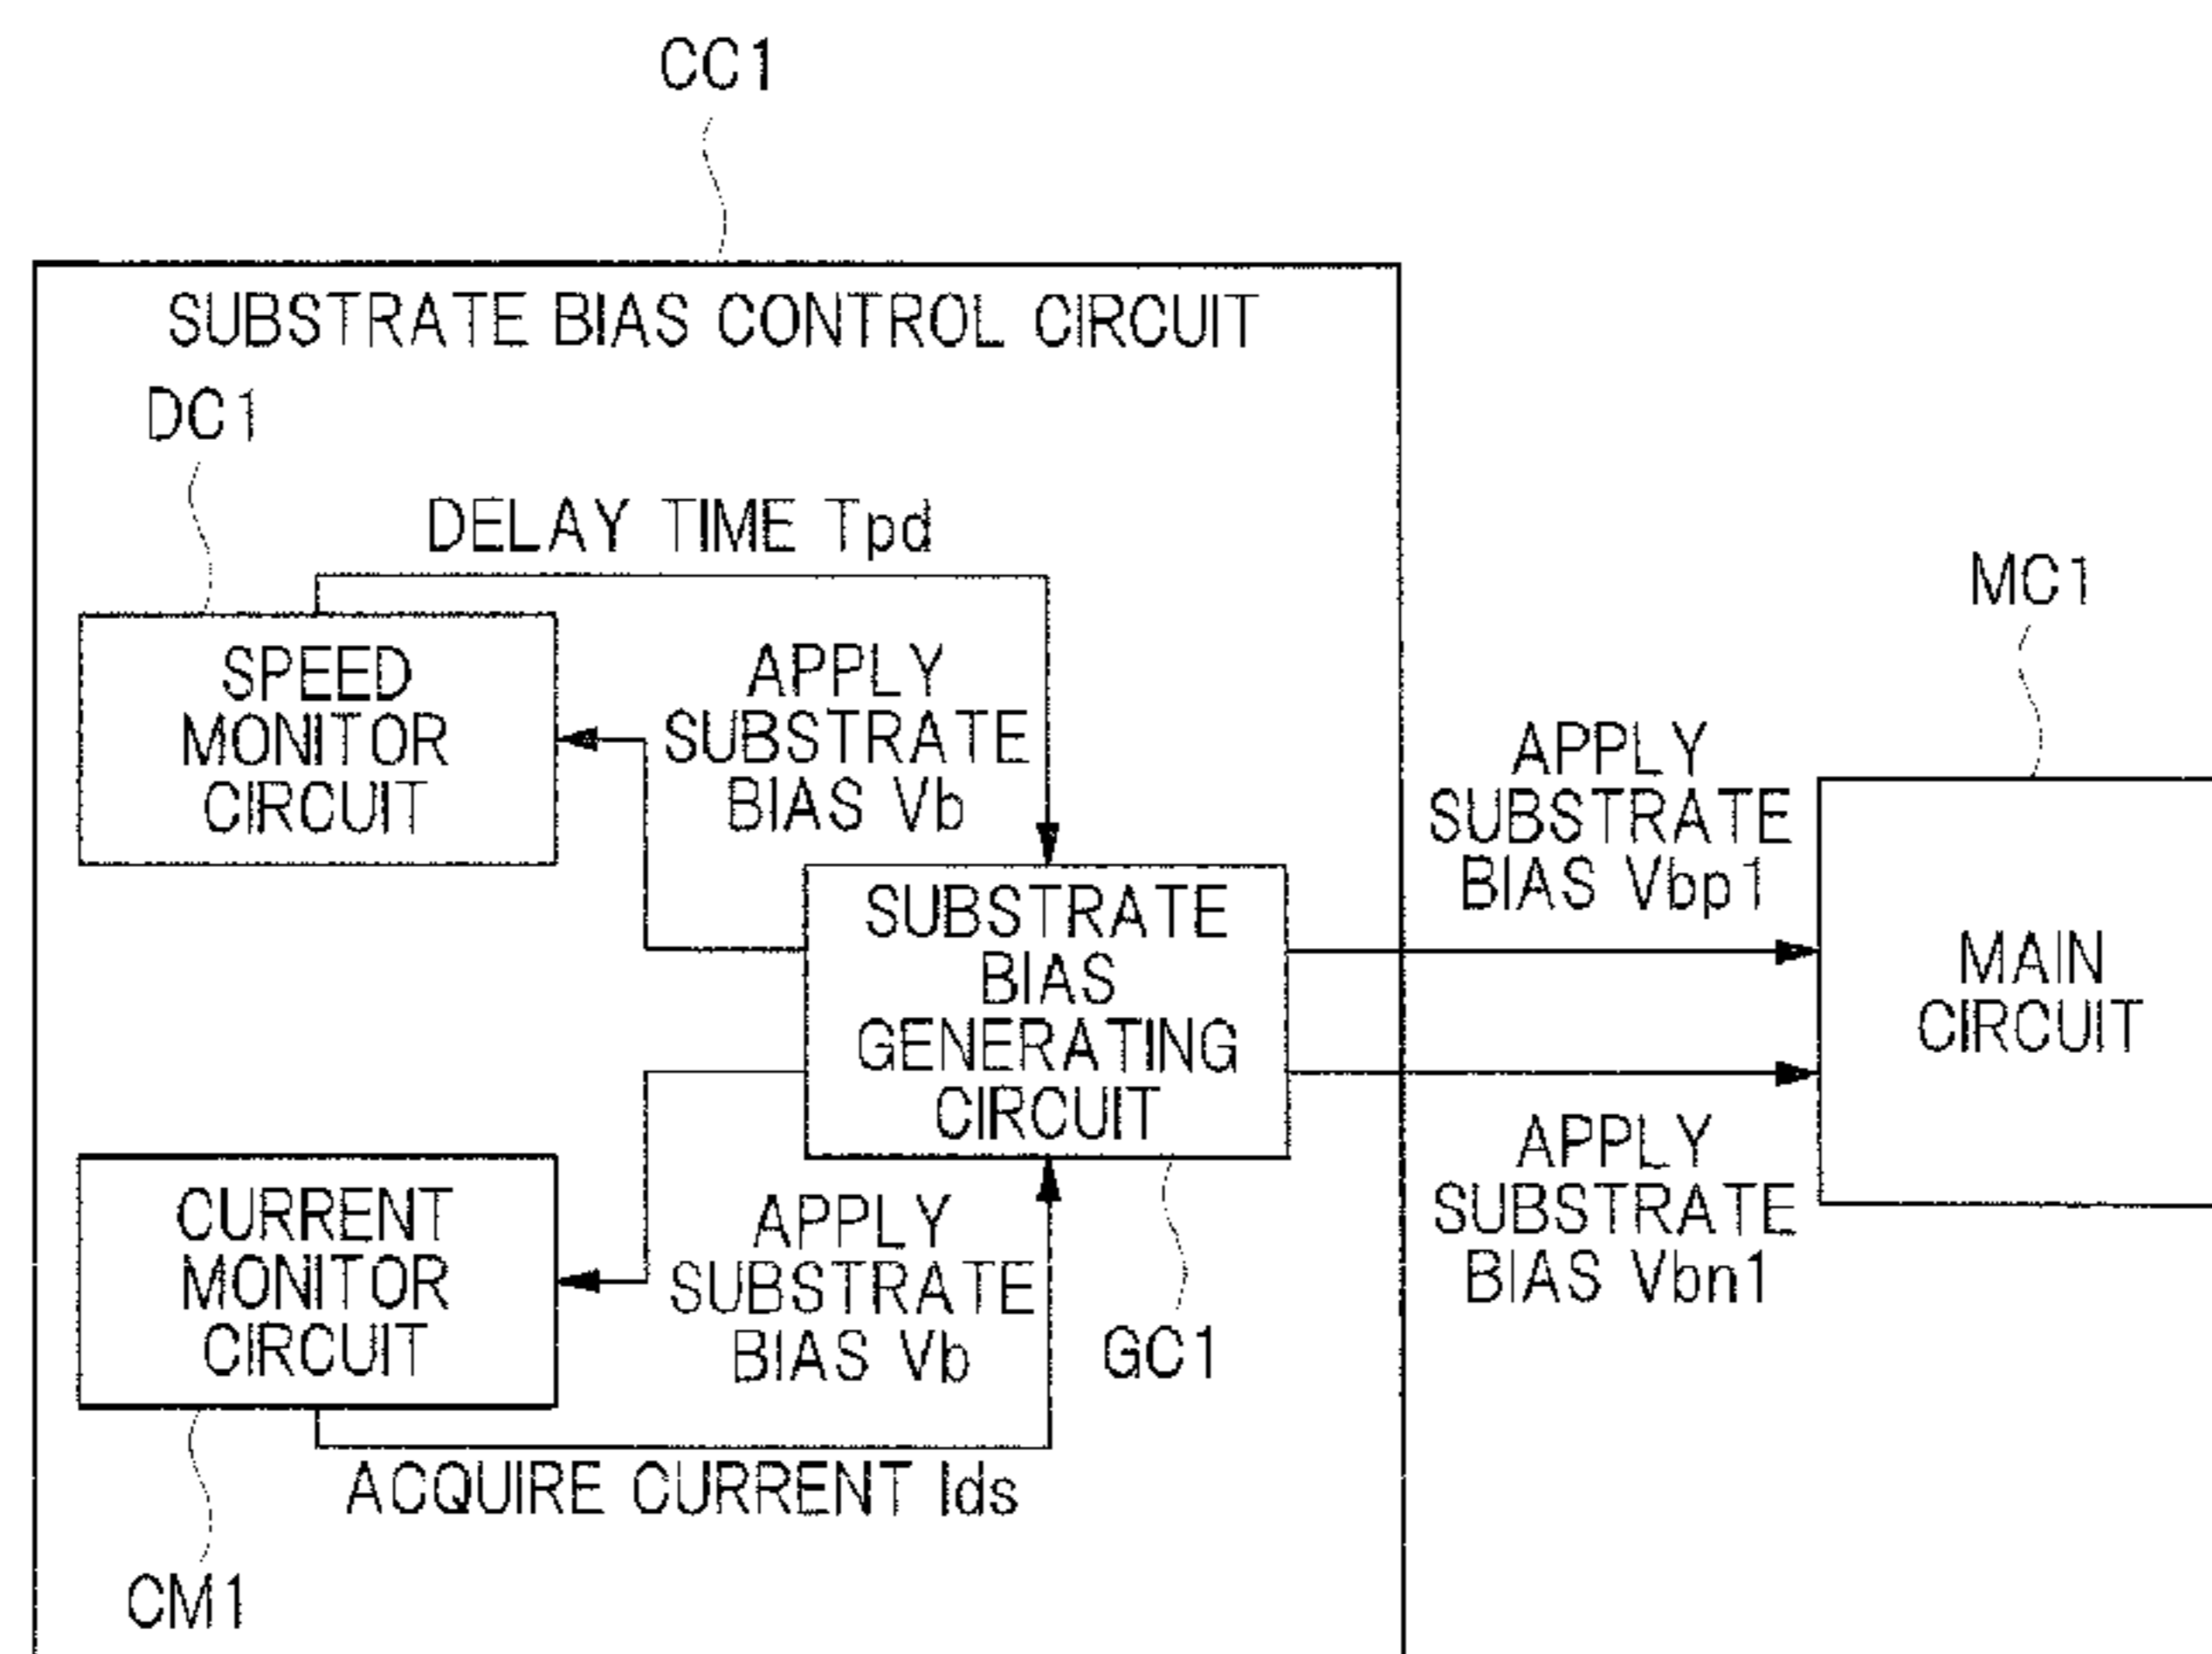 CC1
SUBSTRATE BIAS CONTROL CIRCUIT
DC1
DELAY TIME Tpd
SPEED
MONITOR
CIRCUIT
APPLY
SUBSTRATE
BIAS Vb
SUBSTRATE
BIAS
GENERATING
CIRCUIT
CURRENT
MONITOR
CIRCUIT
APPLY
SUBSTRATE
BIAS Vb
GC1
ACQUIRE CURRENT Ids
CM1
APPLY
SUBSTRATE
BIAS Vbp1
APPLY
SUBSTRATE
BIAS Vbn1
MC1
MAIN
CIRCUIT